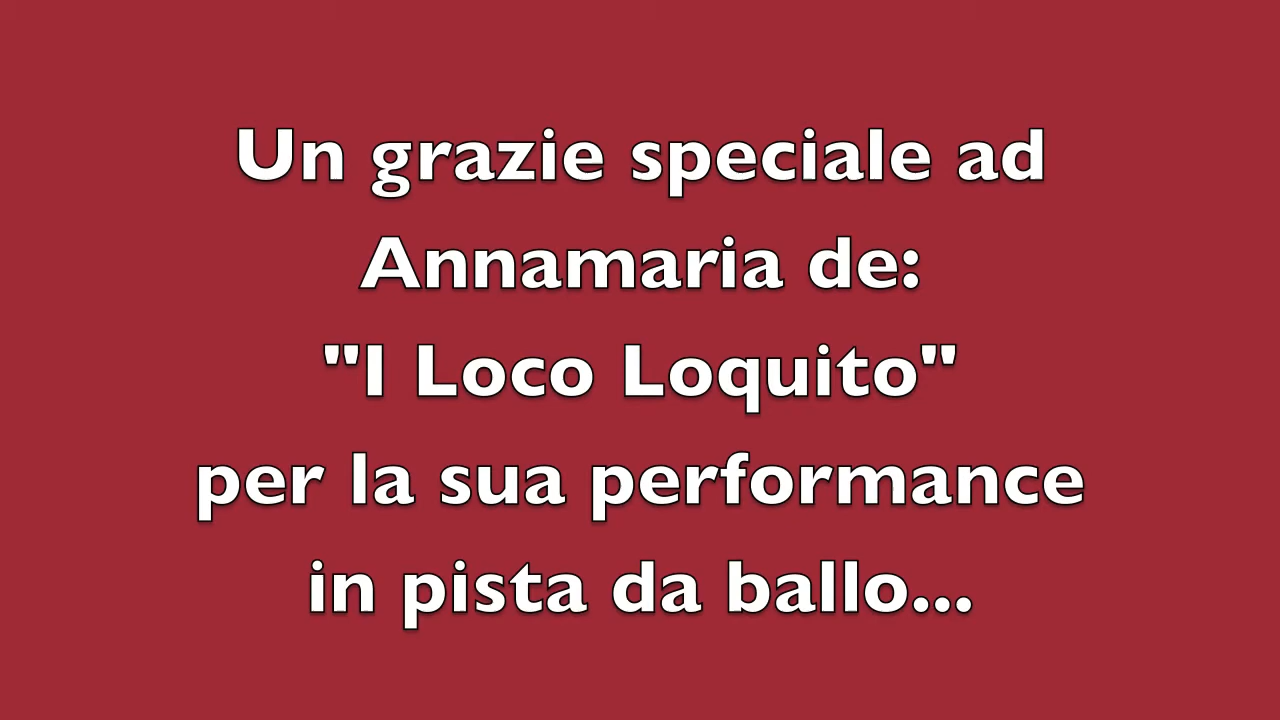 Un grazie speciale ad
Annamaria de:
"I Loco Loquito"
per la sua performance
in pista da ballo...